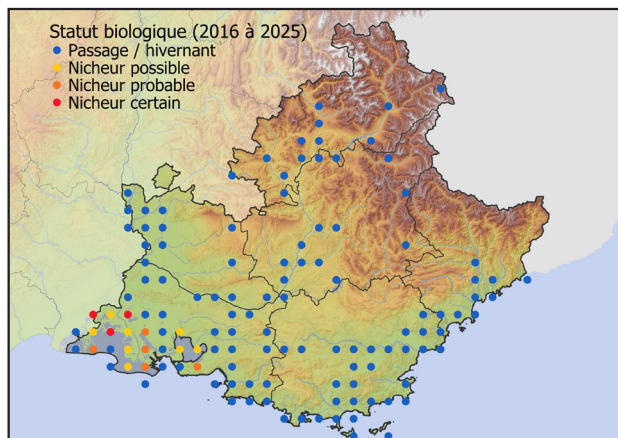 Statut biologique (2016 à 2025)
Passage / hivernant
Nicheur possible
Nicheur probable
Nicheur certain